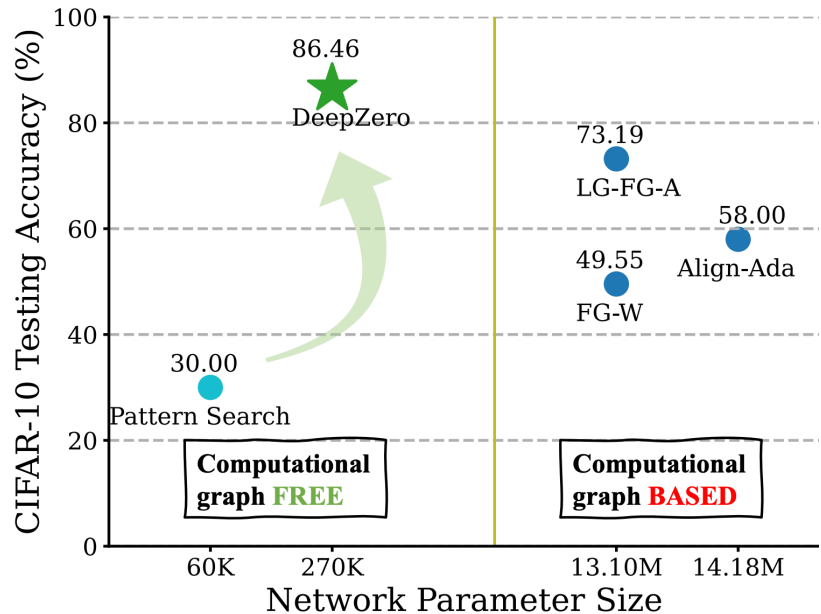 CIFAR-10 Testing Accuracy (%)
100
80
60
40
20
0
86.46
DeepZero
30.00
Pattern Search
Computational
graph FREE
73.19
LG-FG-A
58.00
Align-Ada
49.55
FG-W
Computational
graph BASED
60K
270K
13.10M
14.18M
Network Parameter Size